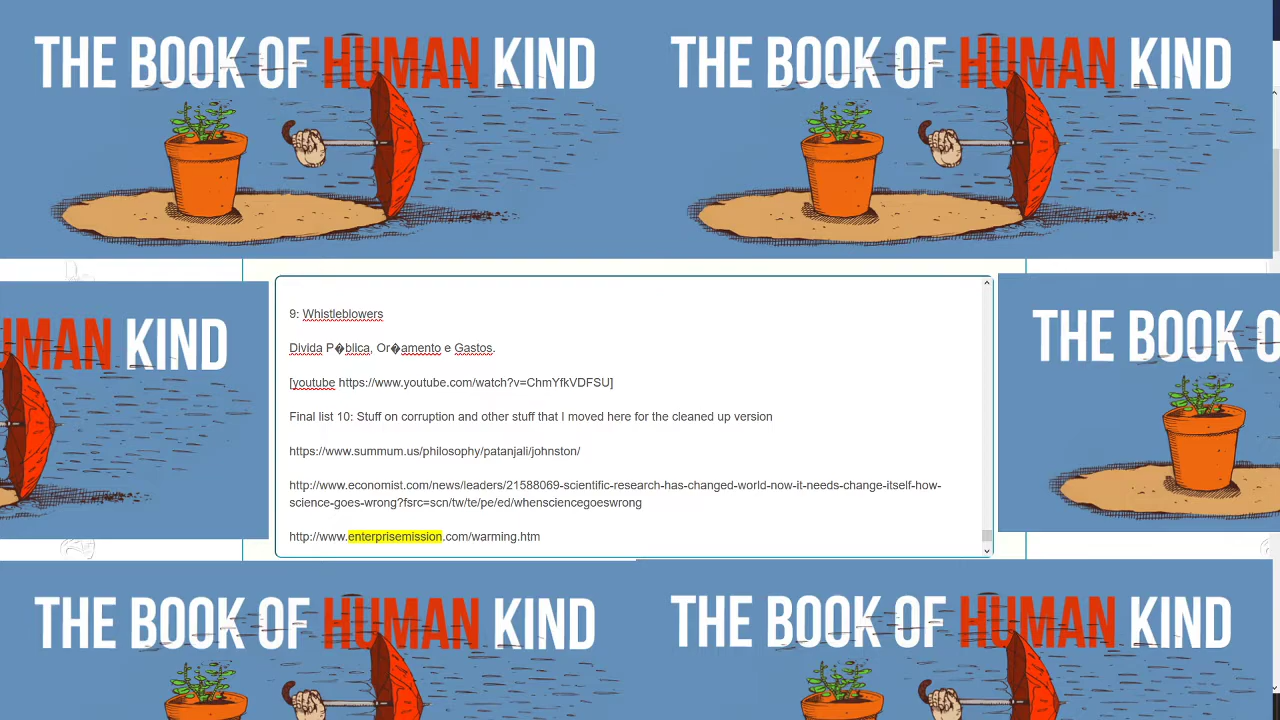 THE BOOK OF HUMAN KIND
THE BOOK OF HUMAN KIND
9: Whistleblowers
Divida P�blica, Or�amento e Gastos.
[youtube https://www.youtube.com/watch?v=ChmYfkVDFSU]
Final list 10: Stuff on corruption and other stuff that I moved here for the cleaned up version
https://www.summum.us/philosophy/patanjali/johnston/
http://www.economist.com/news/leaders/21588069-scientific-research-has-changed-world-now-it-needs-change-itself-how-
science-goes-wrong?fsrc=scn/tw/te/pe/ed/whensciencegoeswrong
http://www.enterprisemission.com/warming.htm
UMAN KIND
THE BOOK O
THE BOOK OF HUMAN KIND
THE BOOK OF HUMAN KIND